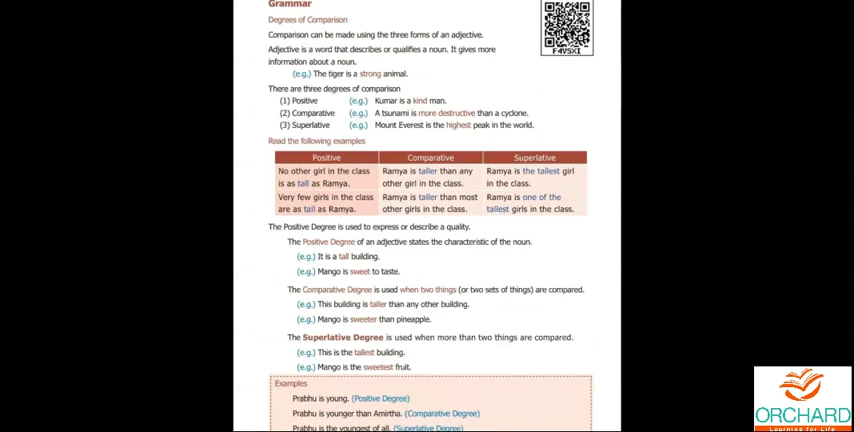 Grammar
Degrees of Comparison
Comparison can be made using the three forms of an adjective.
Adjective is a word that describes or qualifies a noun. It gives more
information about a noun.
(e.g.) The tiger is a strong animal.
F4V5X1
There are three degrees of comparison
(1) Positive (e.g.) Kumar is a kind man.
(2) Comparative (e.g.) A tsunami is more destructive than a cyclone.
(3) Superlative (e.g.) Mount Everest is the highest peak in the world.
Read the following examples
Positive Comparative Superlative
No other girl in the class Ramya is taller than any Ramya is the tallest girl
is as tall as Ramya. other girl in the class. in the class.
Very few girls in the class Ramya is taller than most Ramya is one of the
are as tall as Ramya. other girls in the class. tallest girls in the class.
The Positive Degree is used to express or describe a quality.
The Positive Degree of an adjective states the characteristic of the noun.
(e.g.) It is a tall building.
(e.g.) Mango is sweet to taste.
The Comparative Degree is used when two things (or two sets of things) are compared.
(e.g.) This building is taller than any other building.
(e.g.) Mango is sweeter than pineapple.
The Superlative Degree is used when more than two things are compared.
(e.g.) This is the tallest building.
(e.g.) Mango is the sweetest fruit.
Examples
Prabhu is young. (Positive Degree)
Prabhu is younger than Amirtha. (Comparative Degree)
Prabhu is the youngest of all. (Superlative Degree)
ORCHARD
Learning for Life